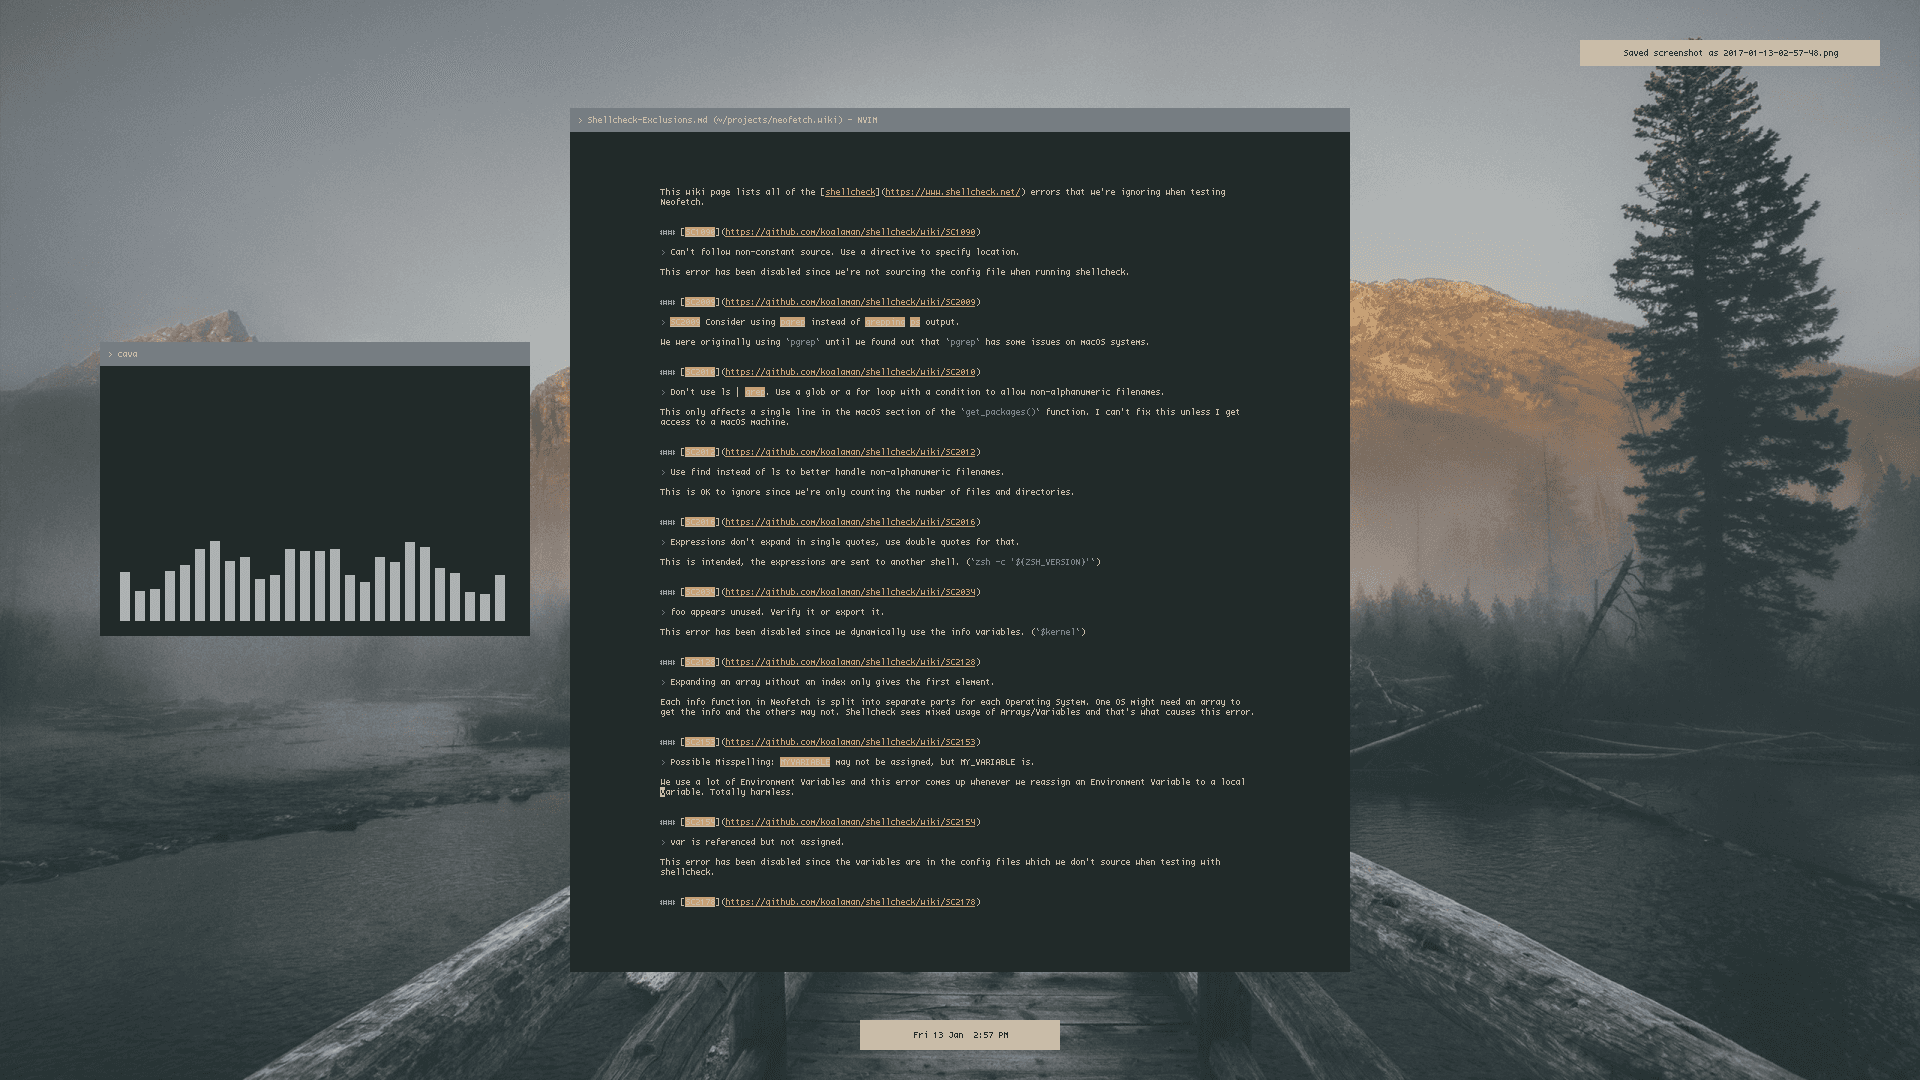 Saved screenshot as 2017-01-13-02-57-48.png
> Shellcheck-Exclusions.md (~/projects/neofetch.wiki) - NVIM
This wiki page lists all of the [shellcheck](https://www.shellcheck.net/) errors that we're ignoring when testing
Neofetch.
### [SC1090](https://github.com/koalaman/shellcheck/wiki/SC1090)
> Can't follow non-constant source. Use a directive to specify location.
This error has been disabled since we're not sourcing the config file when running shellcheck.
### [SC2009](https://github.com/koalaman/shellcheck/wiki/SC2009)
> SC2009 Consider using pgrep instead of grepping ps output.
We were originally using `pgrep` until we found out that `pgrep` has some issues on macOS systems.
### [SC2010](https://github.com/koalaman/shellcheck/wiki/SC2010)
> Don't use ls | grep. Use a glob or a for loop with a condition to allow non-alphanumeric filenames.
This only affects a single line in the macOS section of the `get_packages()` function. I can't fix this unless I get
access to a macOS machine.
### [SC2012](https://github.com/koalaman/shellcheck/wiki/SC2012)
> Use find instead of ls to better handle non-alphanumeric filenames.
This is OK to ignore since we're only counting the number of files and directories.
### [SC2016](https://github.com/koalaman/shellcheck/wiki/SC2016)
> Expressions don't expand in single quotes, use double quotes for that.
This is intended, the expressions are sent to another shell. (`zsh -c '${ZSH_VERSION}'`)
### [SC2034](https://github.com/koalaman/shellcheck/wiki/SC2034)
> foo appears unused. Verify it or export it.
This error has been disabled since we dynamically use the info variables. (`$kernel`)
### [SC2128](https://github.com/koalaman/shellcheck/wiki/SC2128)
> Expanding an array without an index only gives the first element.
Each info function in Neofetch is split into separate parts for each Operating System. One OS might need an array to
get the info and the others may not. Shellcheck sees mixed usage of Arrays/Variables and that's what causes this error.
### [SC2153](https://github.com/koalaman/shellcheck/wiki/SC2153)
> Possible Misspelling: MYVARIABLE may not be assigned, but MY_VARIABLE is.
We use a lot of Environment Variables and this error comes up whenever we reassign an Environment Variable to a local
Variable. Totally harmless.
### [SC2154](https://github.com/koalaman/shellcheck/wiki/SC2154)
> var is referenced but not assigned.
This error has been disabled since the variables are in the config files which we don't source when testing with
shellcheck.
### [SC2178](https://github.com/koalaman/shellcheck/wiki/SC2178)
> cava
Fri 13 Jan 2:57 PM